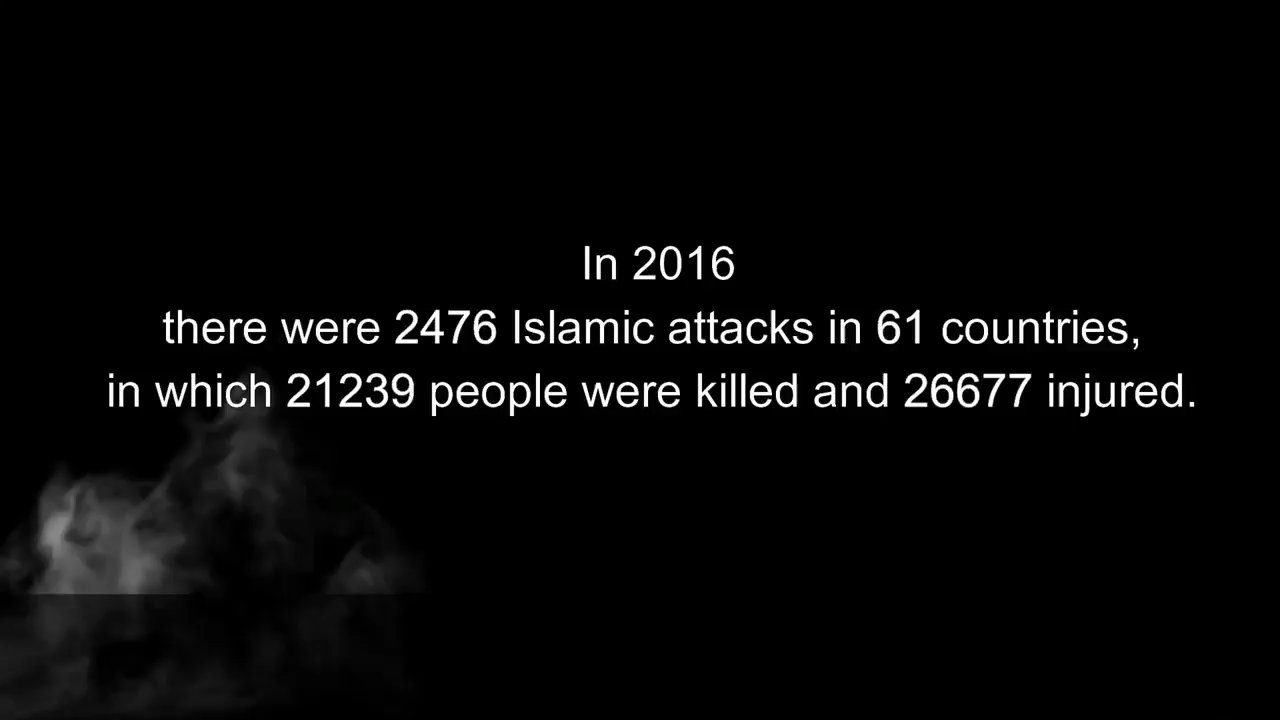 In 2016
there were 2476 Islamic attacks in 61 countries,
in which 21239 people were killed and 26677 injured.